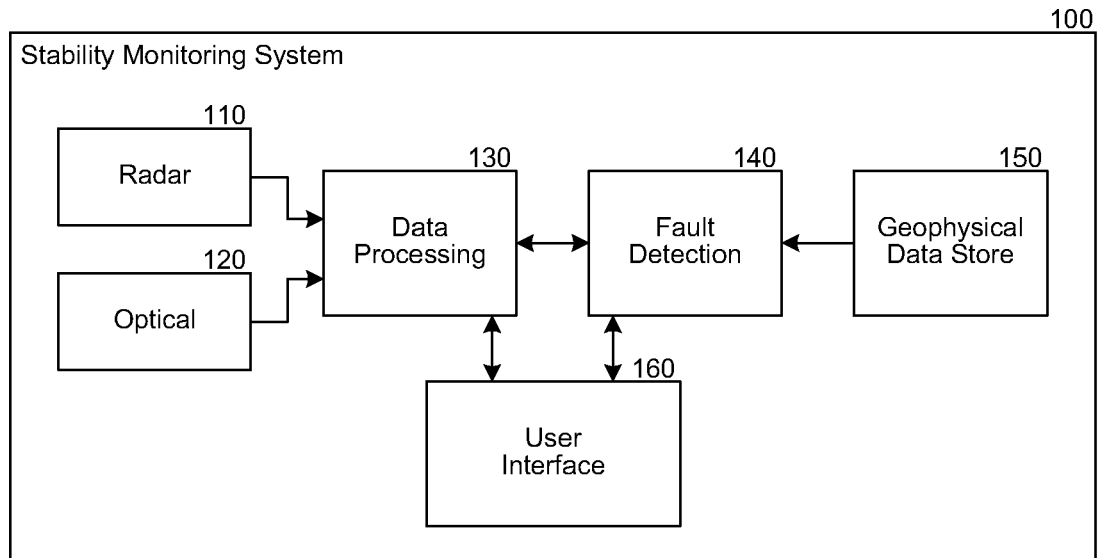 100
Stability Monitoring System
110
Radar
120
Optical
130
Data
Processing
140
Fault
Detection
150
Geophysical
Data Store
160
User
Interface